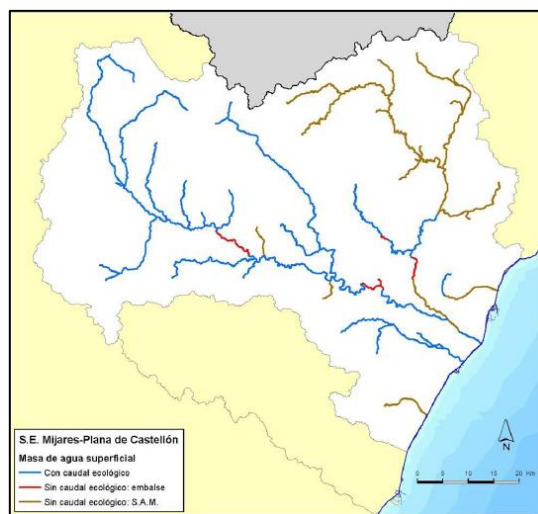 S.E. Mijares-Plana de Castellón
Masa de agua superficial
Con caudal ecológico
Sin caudal ecológico: embalse
Sin caudal ecológico: S.A.M.
N
0 5 10 15 20 Km